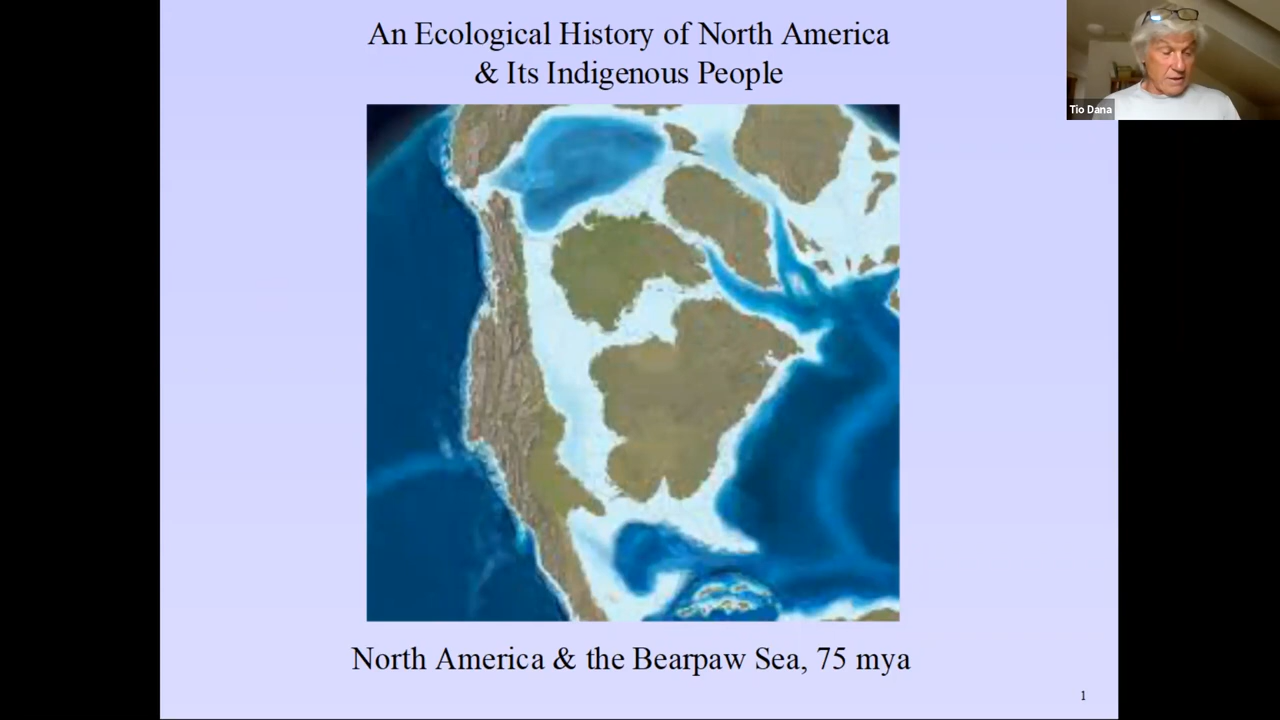 An Ecological History of North America
& Its Indigenous People
Tio Dana
North America & the Bearpaw Sea, 75 mya
1